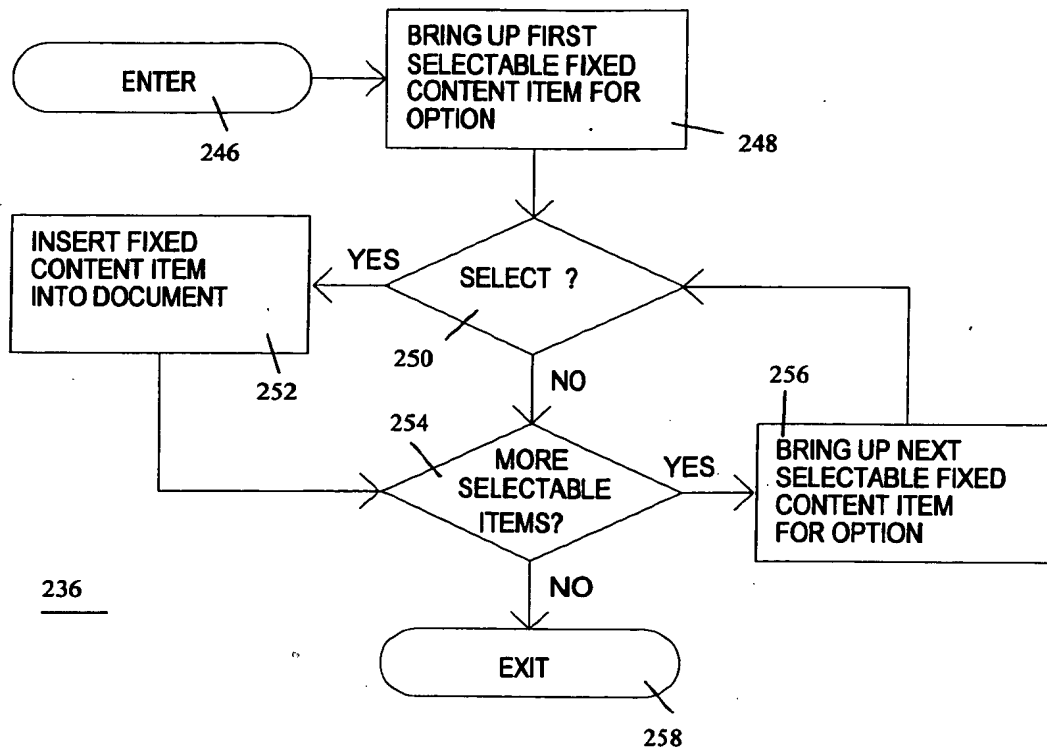 ENTER
246
BRING UP FIRST
SELECTABLE FIXED
CONTENT ITEM FOR
OPTION
248
INSERT FIXED
CONTENT ITEM
INTO DOCUMENT
252
YES
SELECT ?
250
NO
254
MORE
SELECTABLE
ITEMS?
YES
256
BRING UP NEXT
SELECTABLE FIXED
CONTENT ITEM
FOR OPTION
236
NO
EXIT
258